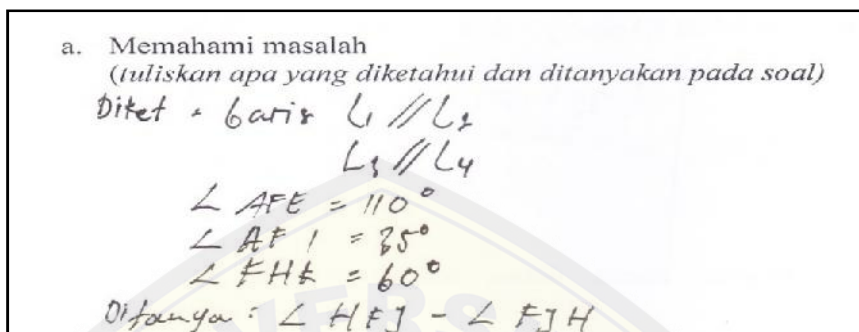 a. Memahami masalah
(tuliskan apa yang diketahui dan ditanyakan pada soal)
Diket : Garis L₁ // L₂
L₃ // L₄
∠ AFE = 110°
∠ AFI = 35°
∠ FHK = 60°
Ditanya : ∠ HFJ - ∠ FJH